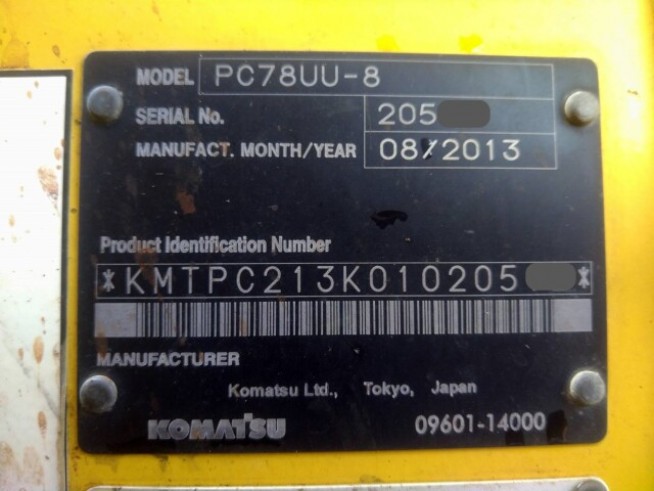 MODEL PC78UU-8
SERIAL No. 205
MANUFACT. MONTH/YEAR 08/2013
Product Identification Number
*KMTPC213K010205 *
MANUFACTURER
Komatsu Ltd., Tokyo, Japan
KOMATSU 09601-14000